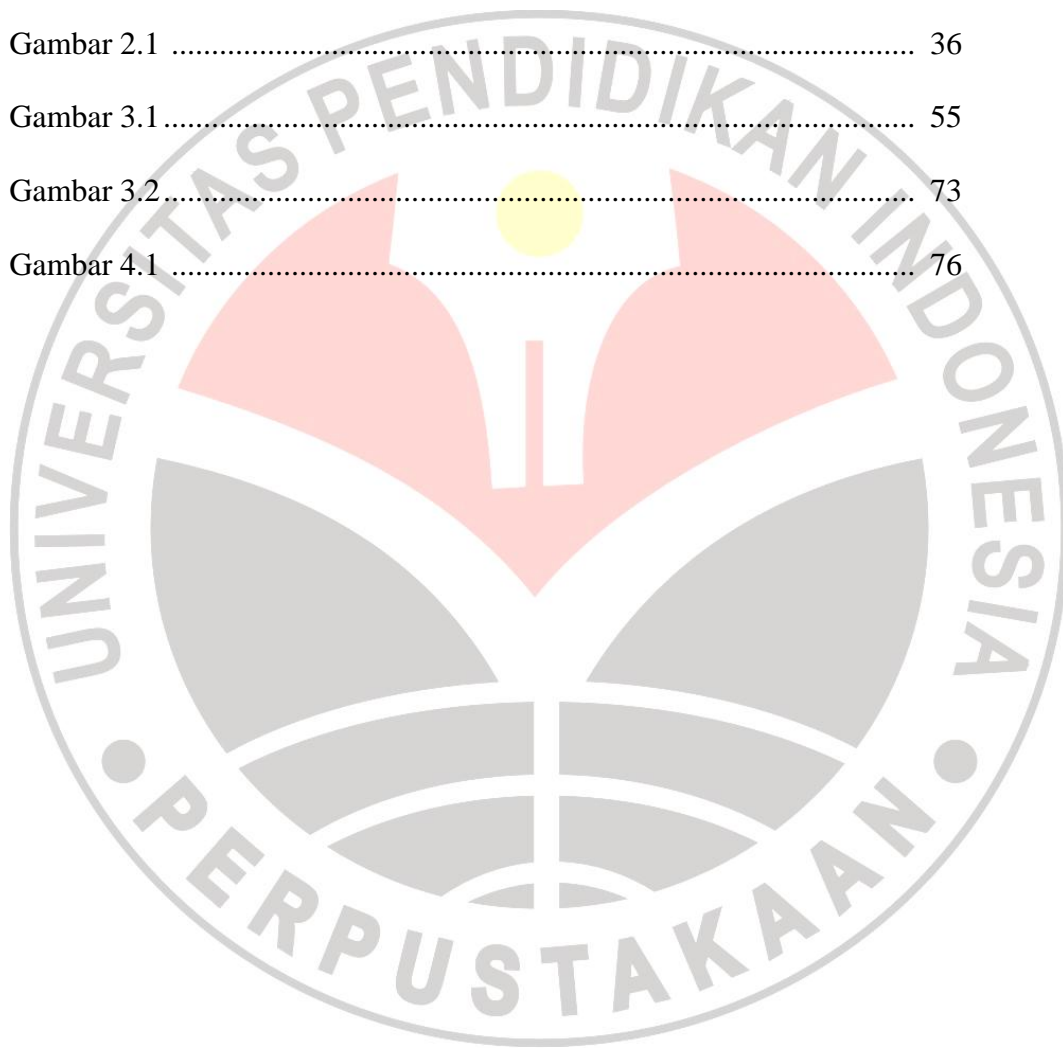 Gambar 2.1 ............................................................................................... 36
Gambar 3.1 ................................................................................................ 55
Gambar 3.2 ................................................................................................ 73
Gambar 4.1 ............................................................................................... 76
UNIVERSITAS PENDIDIKAN INDONESIA
PERPUSTAKAAN